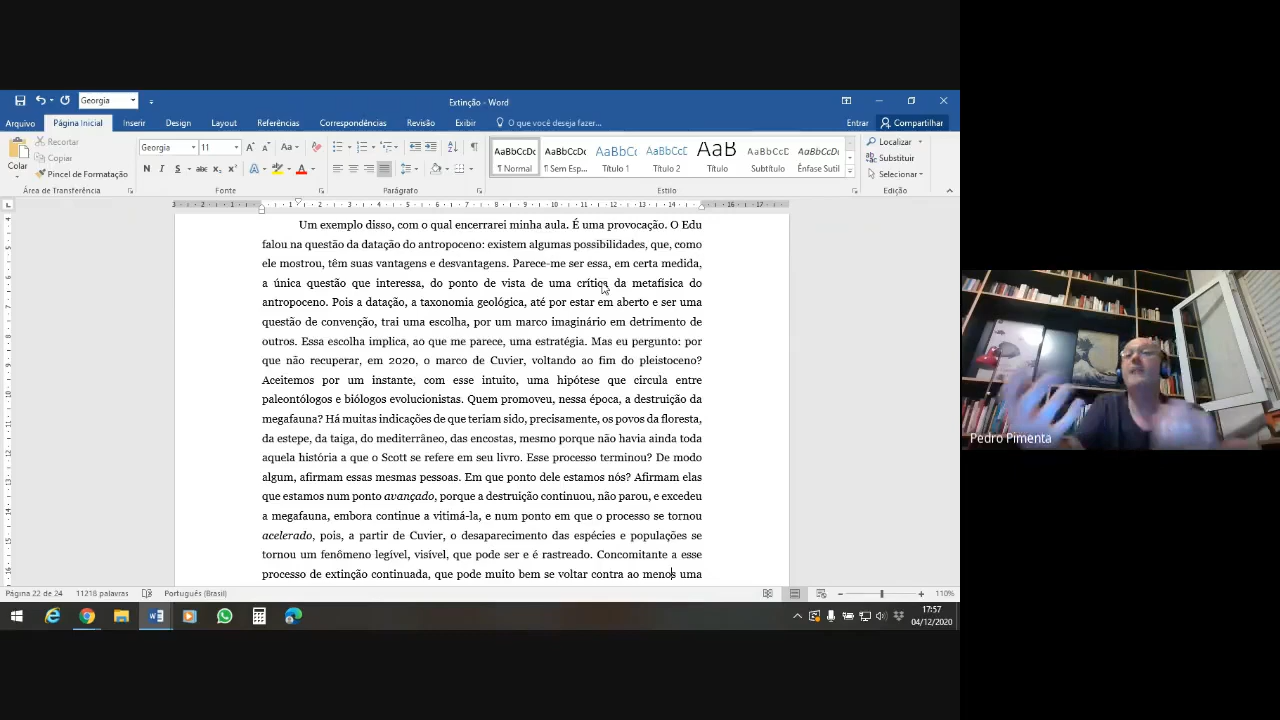 Georgia
Extinção - Word
Arquivo Página Inicial Inserir Design Layout Referências Correspondências Revisão Exibir O que você deseja fazer... Entrar Compartilhar
Colar
Recortar
Copiar
Pincel de Formatação
Área de Transferência
Georgia 11
N I S abc x₂ x²
Fonte
Parágrafo
AaBbCcDc AaBbCcDc AaBbCc AaBbCcD AaB AaBbCcD AaBbCcDi
¶ Normal ¶ Sem Esp... Título 1 Título 2 Título Subtítulo Ênfase Sutil
Estilo
Localizar
Substituir
Selecionar
Edição
Um exemplo disso, com o qual encerrarei minha aula. É uma provocação. O Edu
falou na questão da datação do antropoceno: existem algumas possibilidades, que, como
ele mostrou, têm suas vantagens e desvantagens. Parece-me ser essa, em certa medida,
a única questão que interessa, do ponto de vista de uma crítica da metafísica do
antropoceno. Pois a datação, a taxonomia geológica, até por estar em aberto e ser uma
questão de convenção, trai uma escolha, por um marco imaginário em detrimento de
outros. Essa escolha implica, ao que me parece, uma estratégia. Mas eu pergunto: por
que não recuperar, em 2020, o marco de Cuvier, voltando ao fim do pleistoceno?
Aceitemos por um instante, com esse intuito, uma hipótese que circula entre
paleontólogos e biólogos evolucionistas. Quem promoveu, nessa época, a destruição da
megafauna? Há muitas indicações de que teriam sido, precisamente, os povos da floresta,
da estepe, da taiga, do mediterrâneo, das encostas, mesmo porque não havia ainda toda
aquela história a que o Scott se refere em seu livro. Esse processo terminou? De modo
algum, afirmam essas mesmas pessoas. Em que ponto dele estamos nós? Afirmam elas
que estamos num ponto avançado, porque a destruição continuou, não parou, e excedeu
a megafauna, embora continue a vitimá-la, e num ponto em que o processo se tornou
acelerado, pois, a partir de Cuvier, o desaparecimento das espécies e populações se
tornou um fenômeno legível, visível, que pode ser e é rastreado. Concomitante a esse
processo de extinção continuada, que pode muito bem se voltar contra ao menos uma
Página 22 de 24 11218 palavras Português (Brasil) 110%
17:57
04/12/2020
Pedro Pimenta